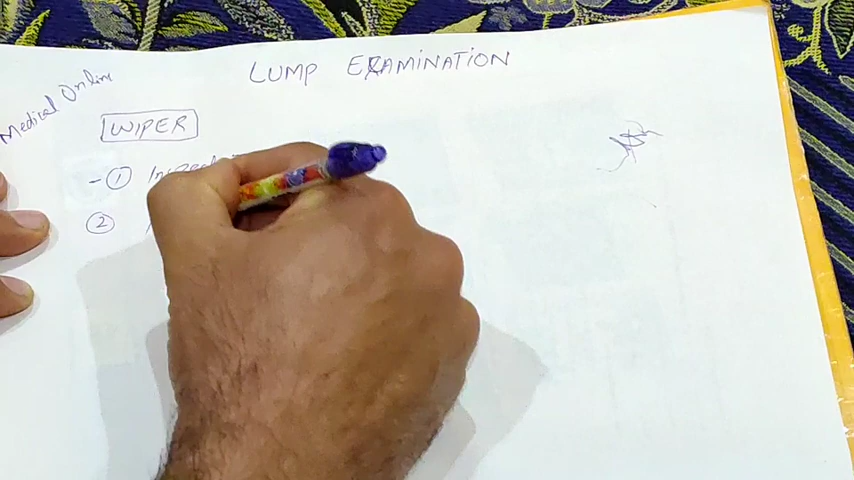 LUMP EXAMINATION
Medical Online
WIPER
- ①
②